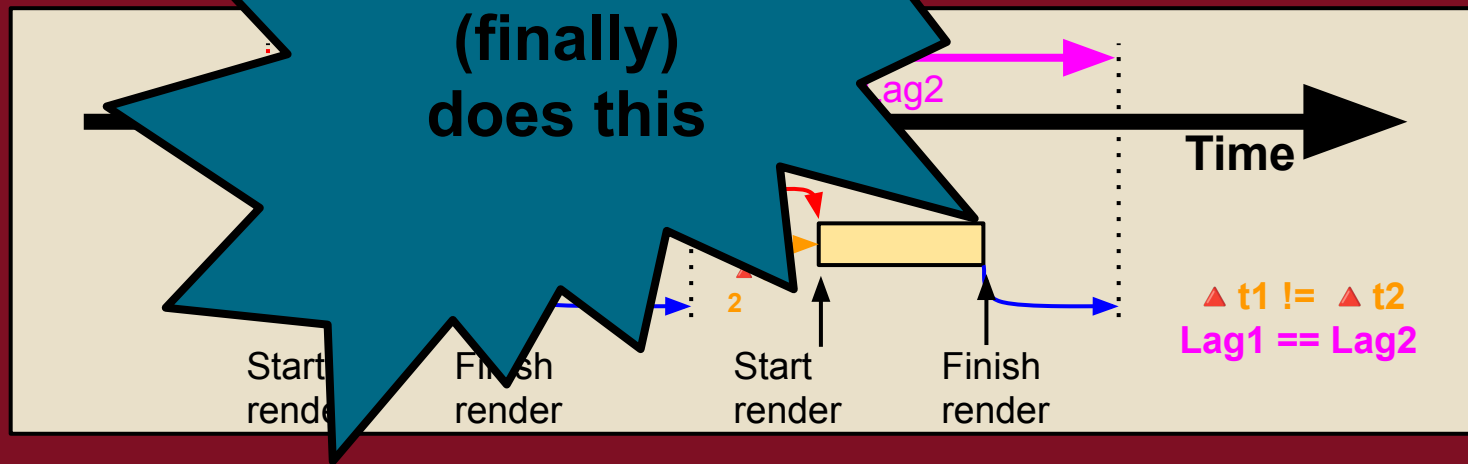 (finally)
does this
ag2
Time
2
🔺 t1 != 🔺 t2
Lag1 == Lag2
Start
render
Finish
render
Start
render
Finish
render